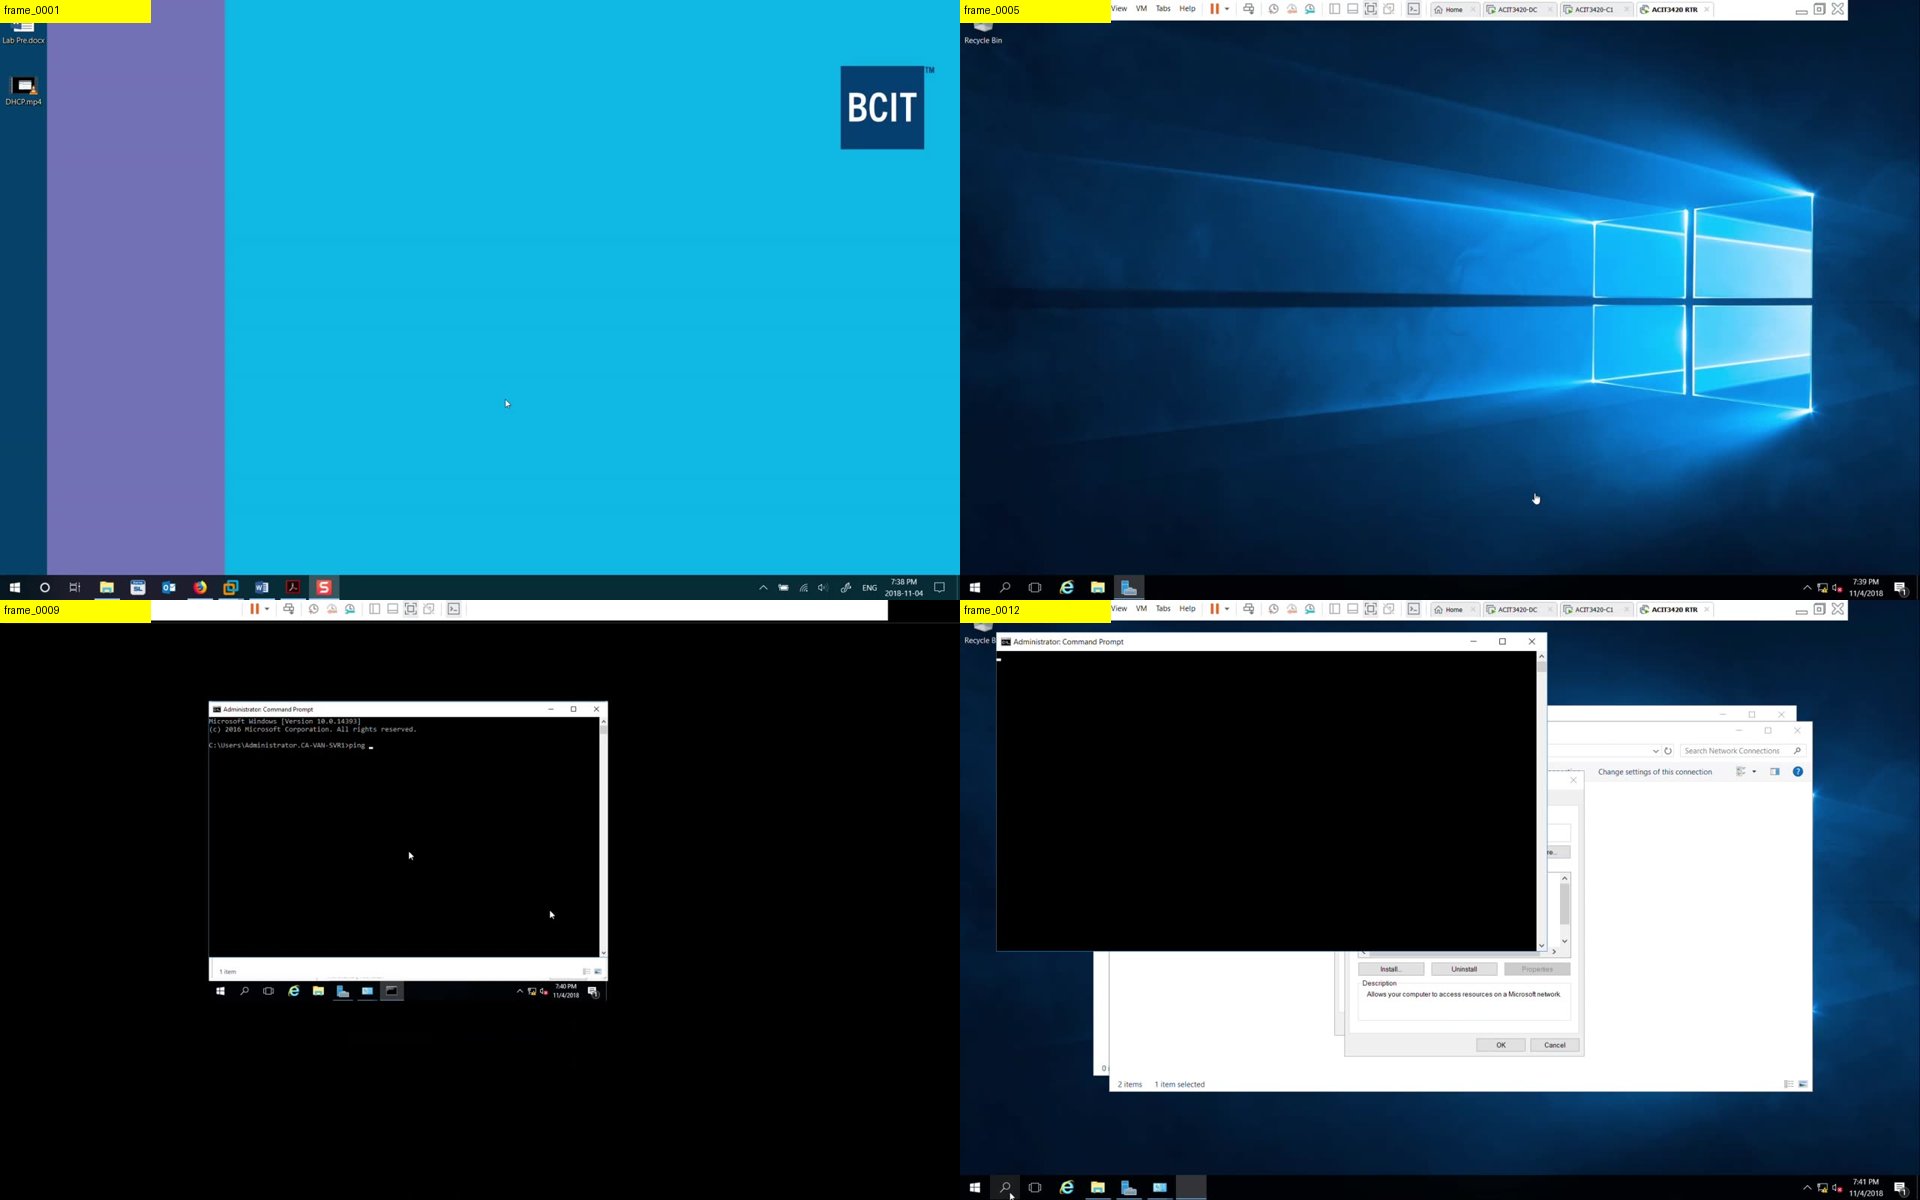 frame_0001
Lab Pre.docx
DHCP.mp4
BCIT
TM
ENG
7:38 PM
2018-11-04
frame_0005
View VM Tabs Help
Home
ACIT3420-DC
ACIT3420-C1
ACIT3420 RTR
Recycle Bin
7:39 PM
11/4/2018
frame_0009
Administrator: Command Prompt
Microsoft Windows [Version 10.0.14393]
(c) 2016 Microsoft Corporation. All rights reserved.
C:\Users\Administrator.CA-VAN-SVR1>ping
1 item
7:40 PM
11/4/2018
frame_0012
View VM Tabs Help
Home
ACIT3420-DC
ACIT3420-C1
ACIT3420 RTR
Recycle B
Administrator: Command Prompt
Search Network Connections
Change settings of this connection
Install...
Uninstall
Properties
Description
Allows your computer to access resources on a Microsoft network.
OK
Cancel
2 items
1 item selected
7:41 PM
11/4/2018